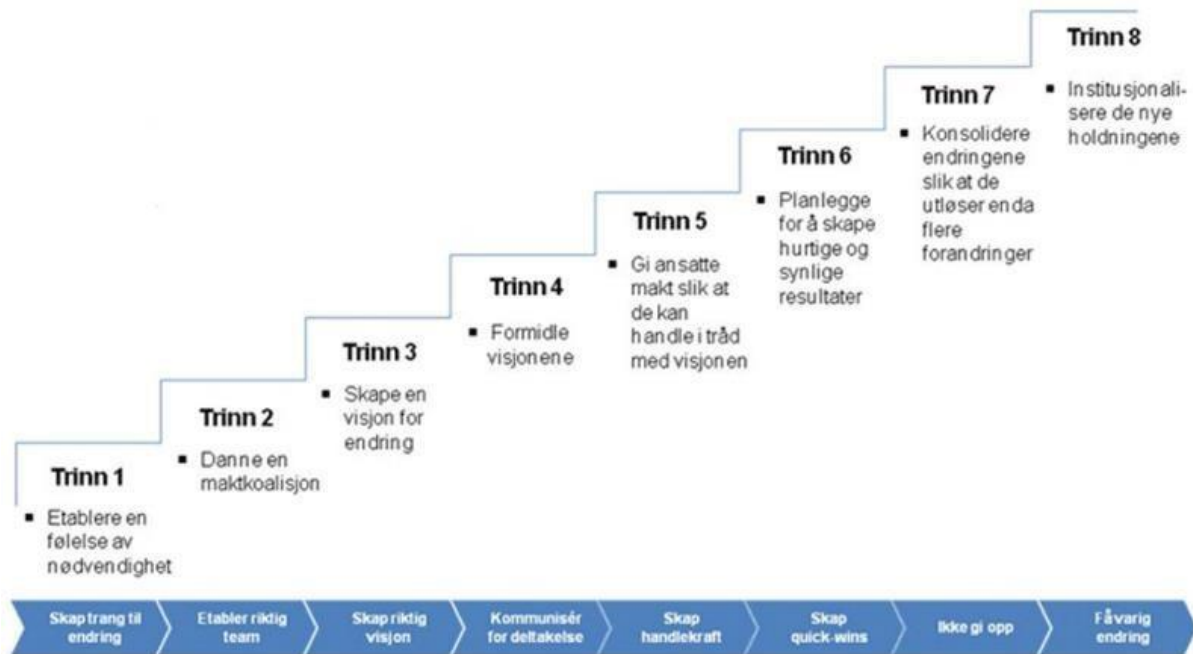 Trinn 1
▪ Etablere en
følelse av
nødvendighet
Trinn 2
▪ Danne en
maktkoalisjon
Trinn 3
▪ Skape en
visjon for
endring
Trinn 4
▪ Formidle
visjonene
Trinn 5
▪ Gi ansatte
makt slik at
de kan
handle i tråd
med visjonen
Trinn 6
▪ Planlegge
for å skape
hurtige og
synlige
resultater
Trinn 7
▪ Konsolidere
endringene
slik at de
utløser enda
flere
forandringer
Trinn 8
▪ Institusjonali-
sere de nye
holdningene
Skap trang til
endring
Etabler riktig
team
Skap riktig
visjon
Kommunisér
for deltakelse
Skap
handlekraft
Skap
quick-wins
Ikke gi opp
Få varig
endring